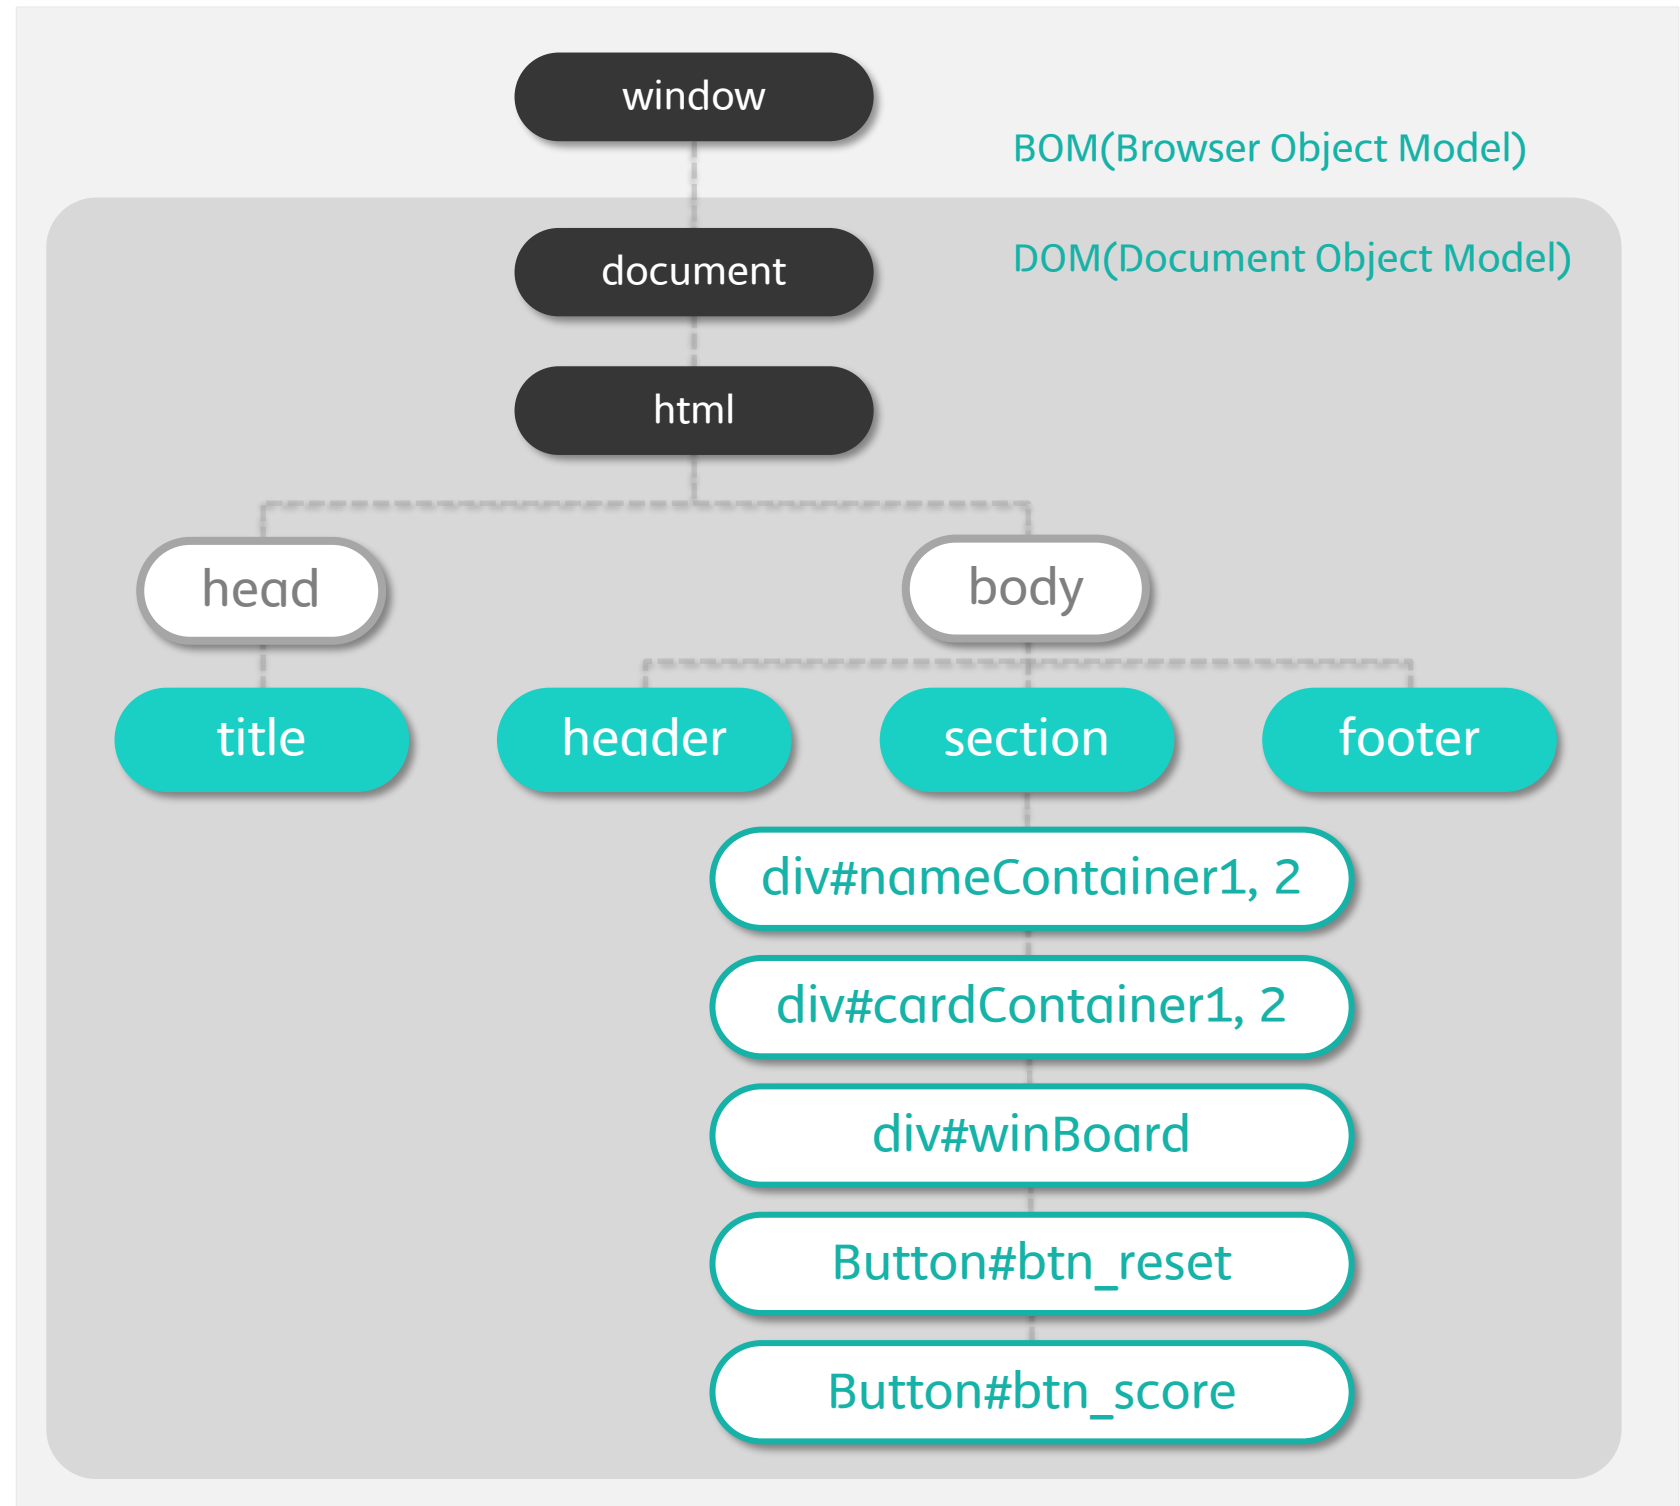 window
BOM(Browser Object Model)
document
DOM(Document Object Model)
html
head
body
title
header
section
footer
div#nameContainer1, 2
div#cardContainer1, 2
div#winBoard
Button#btn_reset
Button#btn_score